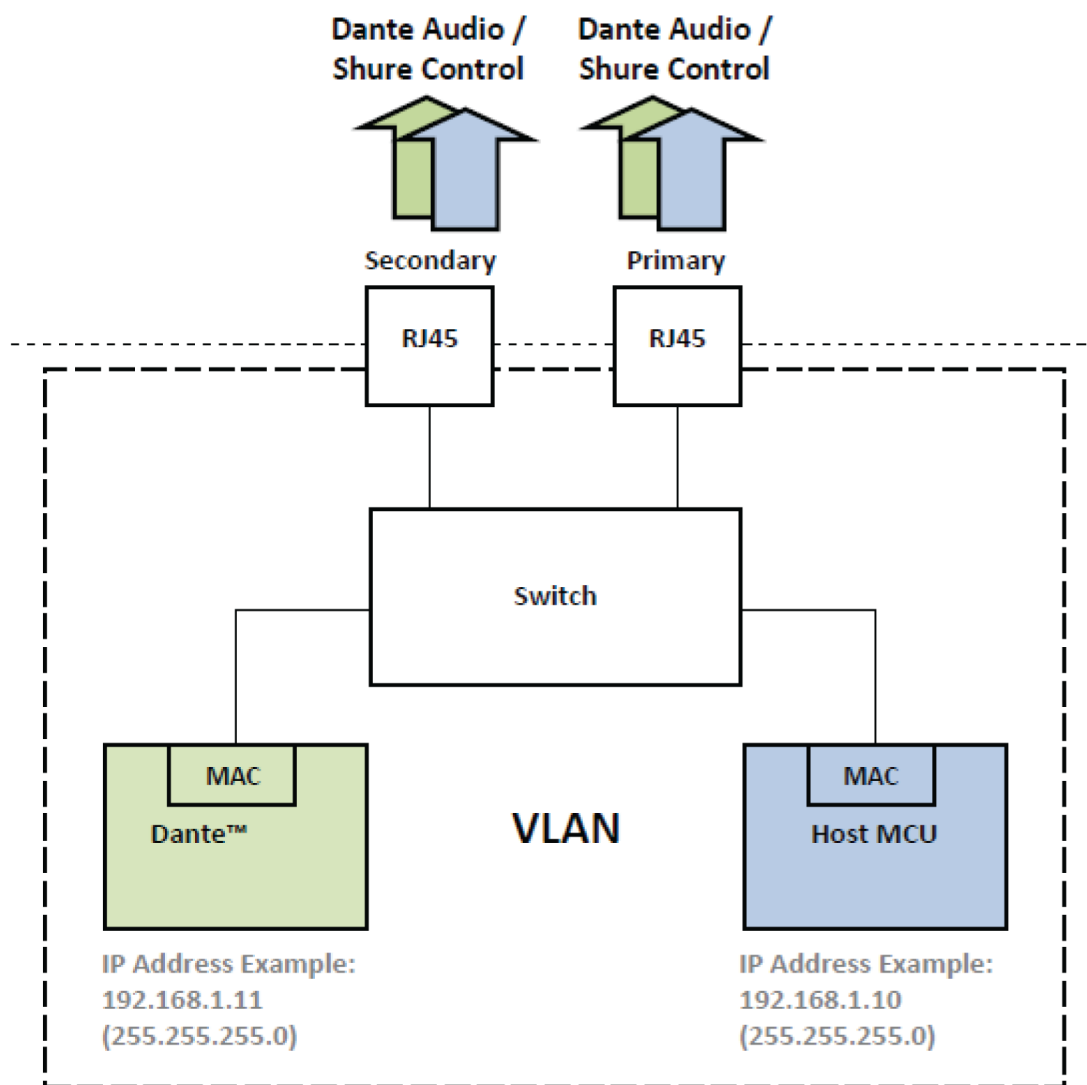 Dante Audio /
Shure Control
Dante Audio /
Shure Control
Secondary
Primary
RJ45
RJ45
Switch
MAC
Dante™
VLAN
MAC
Host MCU
IP Address Example:
192.168.1.11
(255.255.255.0)
IP Address Example:
192.168.1.10
(255.255.255.0)